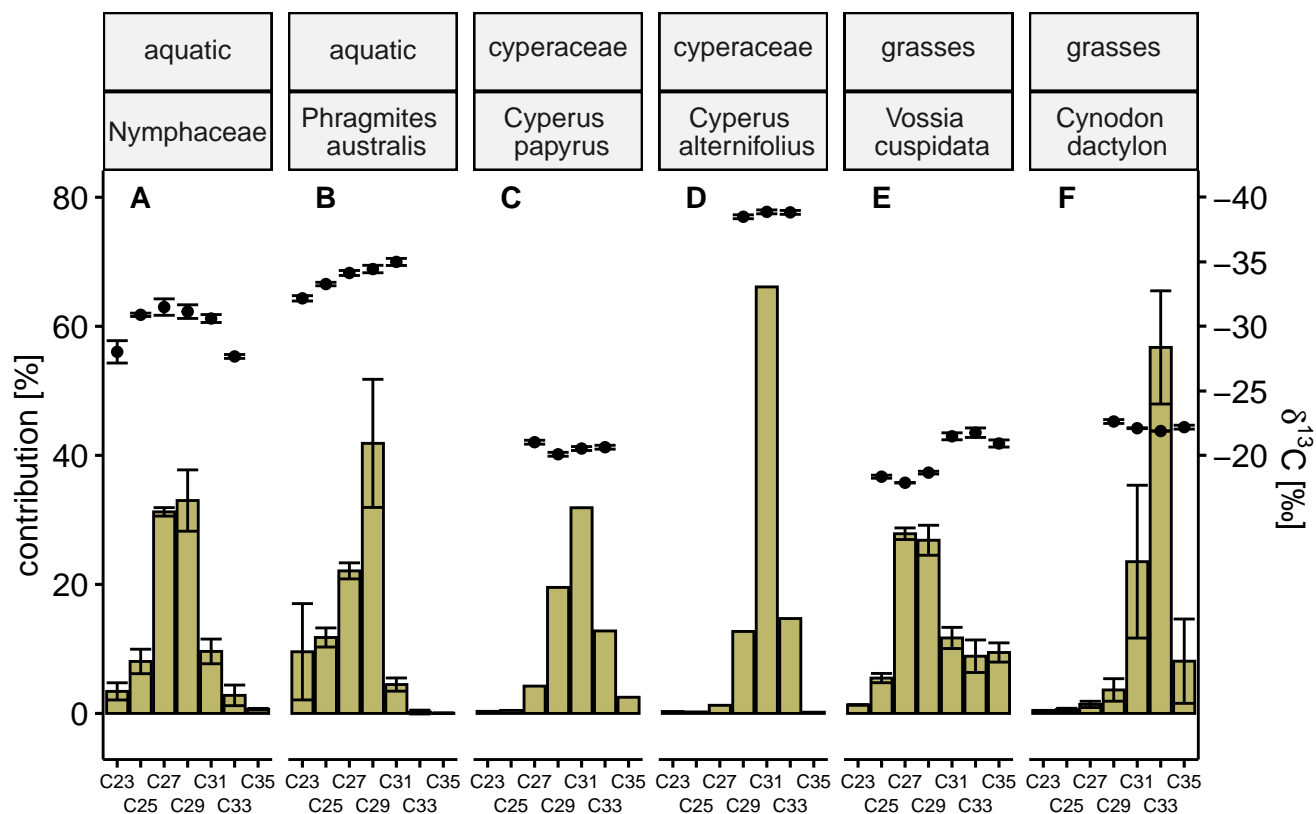 aquatic aquatic cyperaceae cyperaceae grasses grasses
Nymphaceae Phragmites australis Cyperus papyrus Cyperus alternifolius Vossia cuspidata Cynodon dactylon
A B C D E F
80
60
40
20
0
contribution [%]
−40
−35
−30
−25
−20
δ13C [‰]
C23 C27 C31 C35 C23 C27 C31 C35 C23 C27 C31 C35 C23 C27 C31 C35 C23 C27 C31 C35 C23 C27 C31 C35
C25 C29 C33 C25 C29 C33 C25 C29 C33 C25 C29 C33 C25 C29 C33 C25 C29 C33